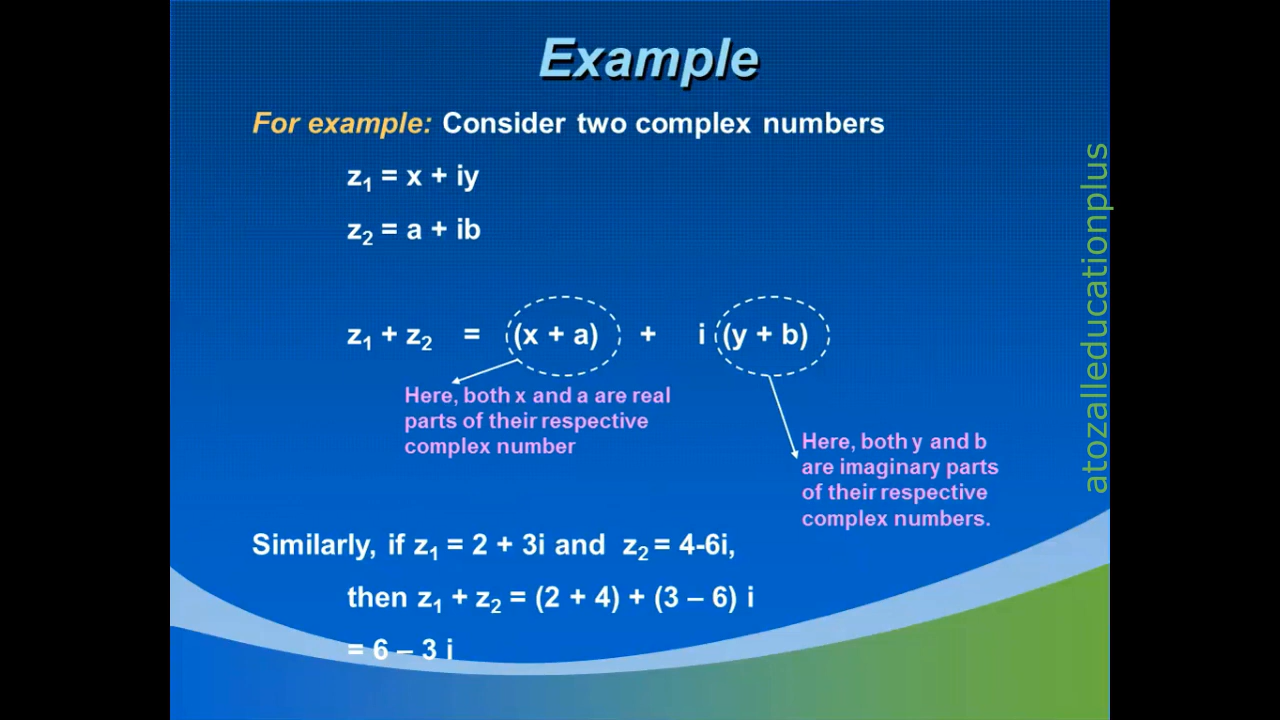 Example
For example: Consider two complex numbers
z₁ = x + iy
z₂ = a + ib
z₁ + z₂ = (x + a) + i (y + b)
Here, both x and a are real
parts of their respective
complex number
Here, both y and b
are imaginary parts
of their respective
complex numbers.
Similarly, if z₁ = 2 + 3i and z₂ = 4-6i,
then z₁ + z₂ = (2 + 4) + (3 – 6) i
= 6 – 3 i
atozalleducationplus